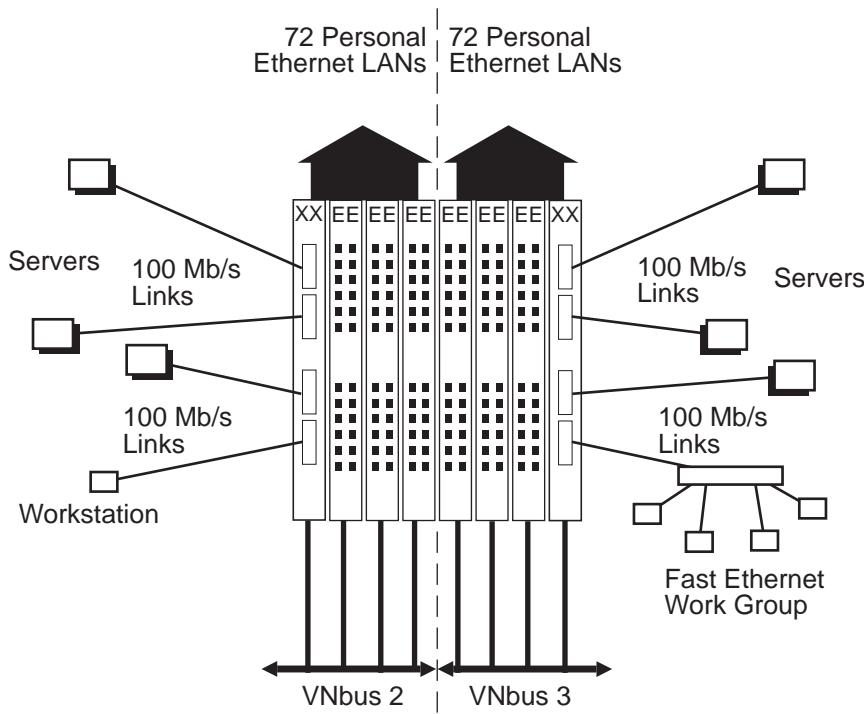 72 Personal
Ethernet LANs
72 Personal
Ethernet LANs
XX EE EE EE EE EE EE XX
Servers
100 Mb/s
Links
100 Mb/s
Links
Servers
100 Mb/s
Links
100 Mb/s
Links
Workstation
Fast Ethernet
Work Group
VNbus 2
VNbus 3